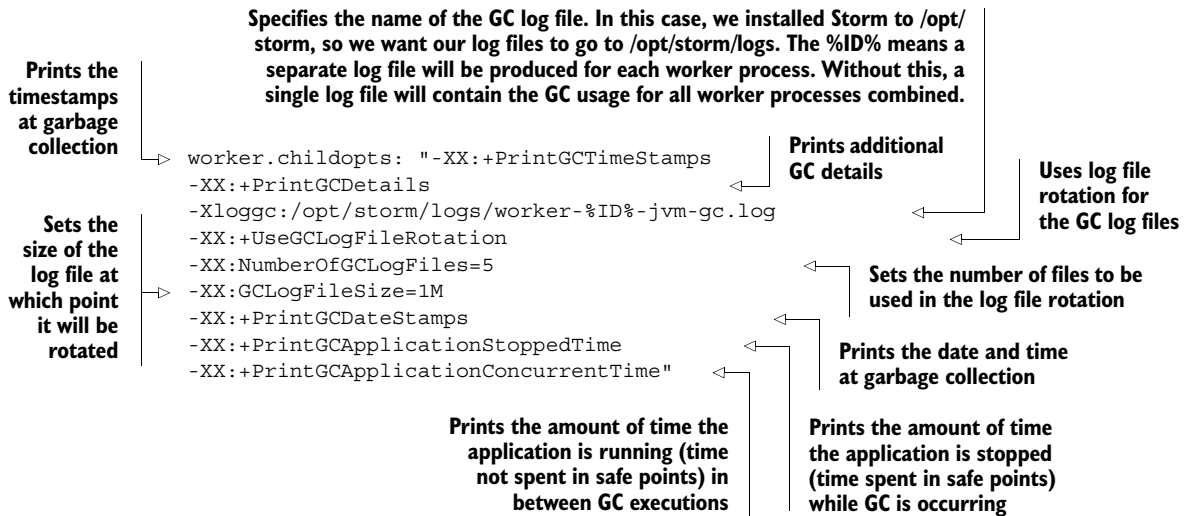 Specifies the name of the GC log file. In this case, we installed Storm to /opt/
storm, so we want our log files to go to /opt/storm/logs. The %ID% means a
separate log file will be produced for each worker process. Without this, a
single log file will contain the GC usage for all worker processes combined.
Prints the
timestamps
at garbage
collection
worker.childopts: "-XX:+PrintGCTimeStamps
-XX:+PrintGCDetails
-Xloggc:/opt/storm/logs/worker-%ID%-jvm-gc.log
-XX:+UseGCLogFileRotation
-XX:NumberOfGCLogFiles=5
-XX:GCLogFileSize=1M
-XX:+PrintGCDateStamps
-XX:+PrintGCApplicationStoppedTime
-XX:+PrintGCApplicationConcurrentTime"
Prints additional
GC details
Uses log file
rotation for
the GC log files
Sets the
size of the
log file at
which point
it will be
rotated
Sets the number of files to be
used in the log file rotation
Prints the date and time
at garbage collection
Prints the amount of time the
application is running (time
not spent in safe points) in
between GC executions
Prints the amount of time
the application is stopped
(time spent in safe points)
while GC is occurring